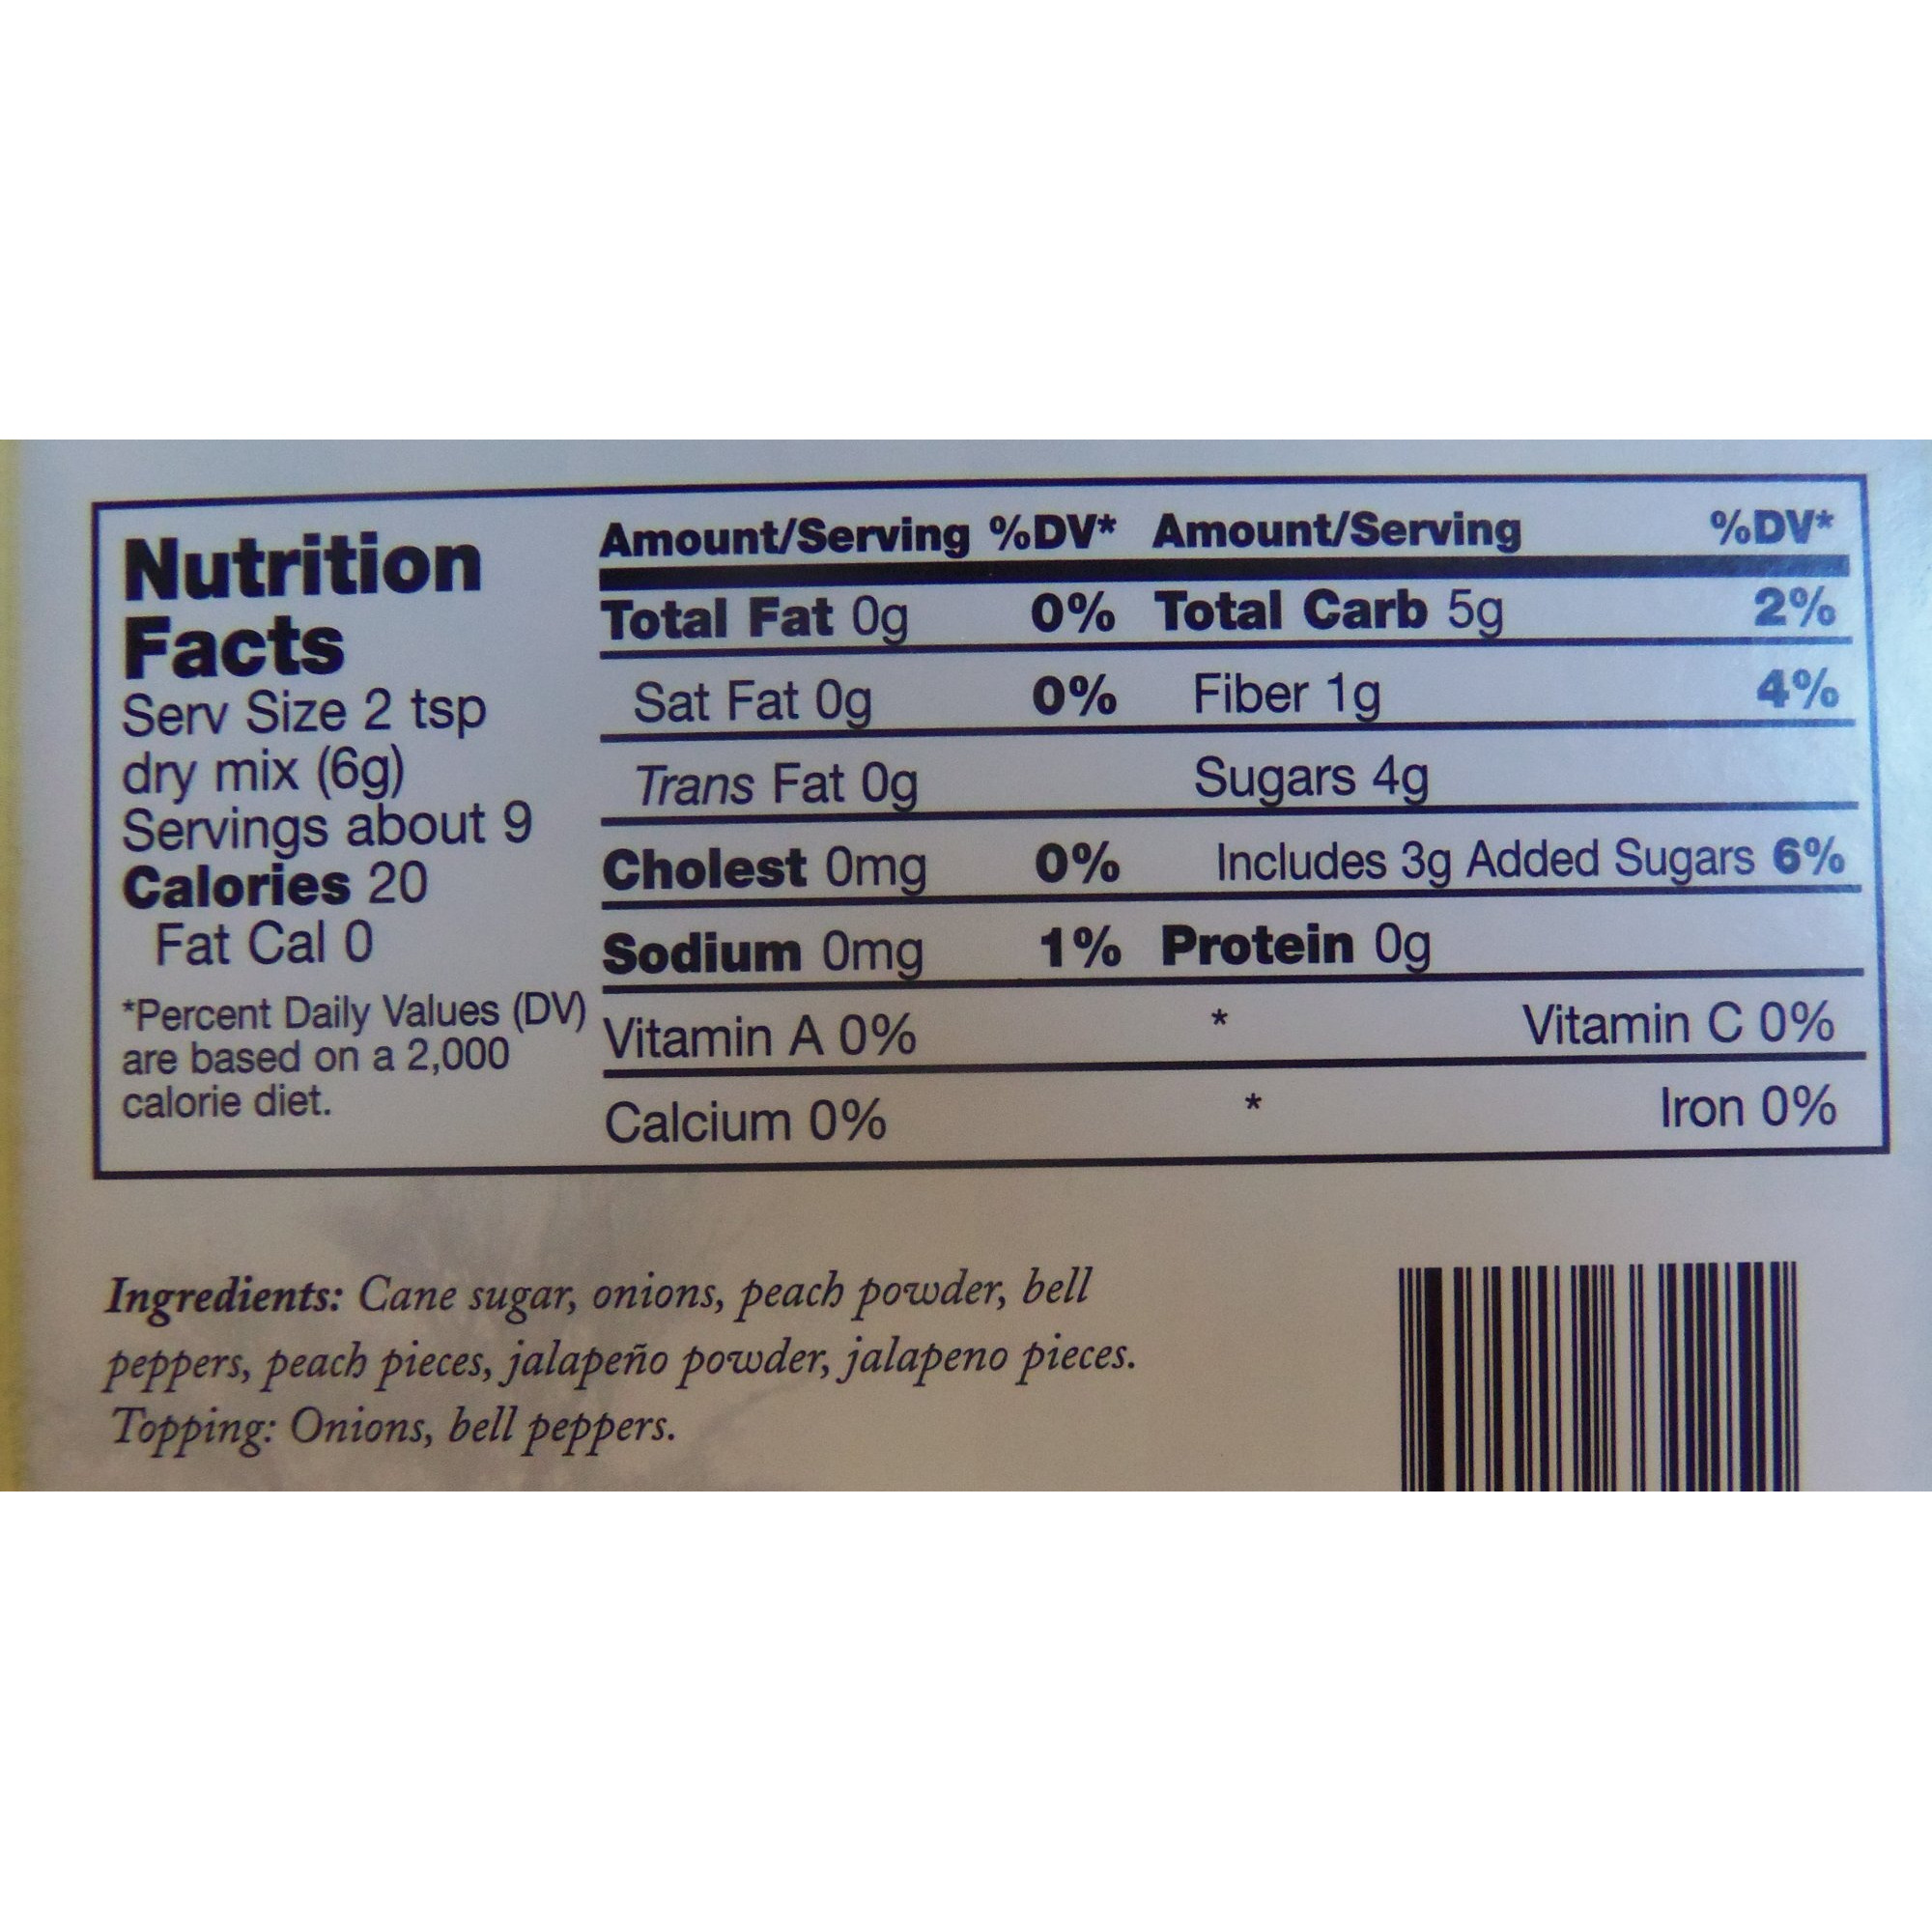 Nutrition
Facts
Serv Size 2 tsp
dry mix (6g)
Servings about 9
Calories 20
Fat Cal 0
*Percent Daily Values (DV)
are based on a 2,000
calorie diet.
Amount/Serving %DV* Amount/Serving %DV*
Total Fat 0g 0% Total Carb 5g 2%
Sat Fat 0g 0% Fiber 1g 4%
Trans Fat 0g Sugars 4g
Cholest 0mg 0% Includes 3g Added Sugars 6%
Sodium 0mg 1% Protein 0g
Vitamin A 0% * Vitamin C 0%
Calcium 0% * Iron 0%
Ingredients: Cane sugar, onions, peach powder, bell
peppers, peach pieces, jalapeño powder, jalapeno pieces.
Topping: Onions, bell peppers.